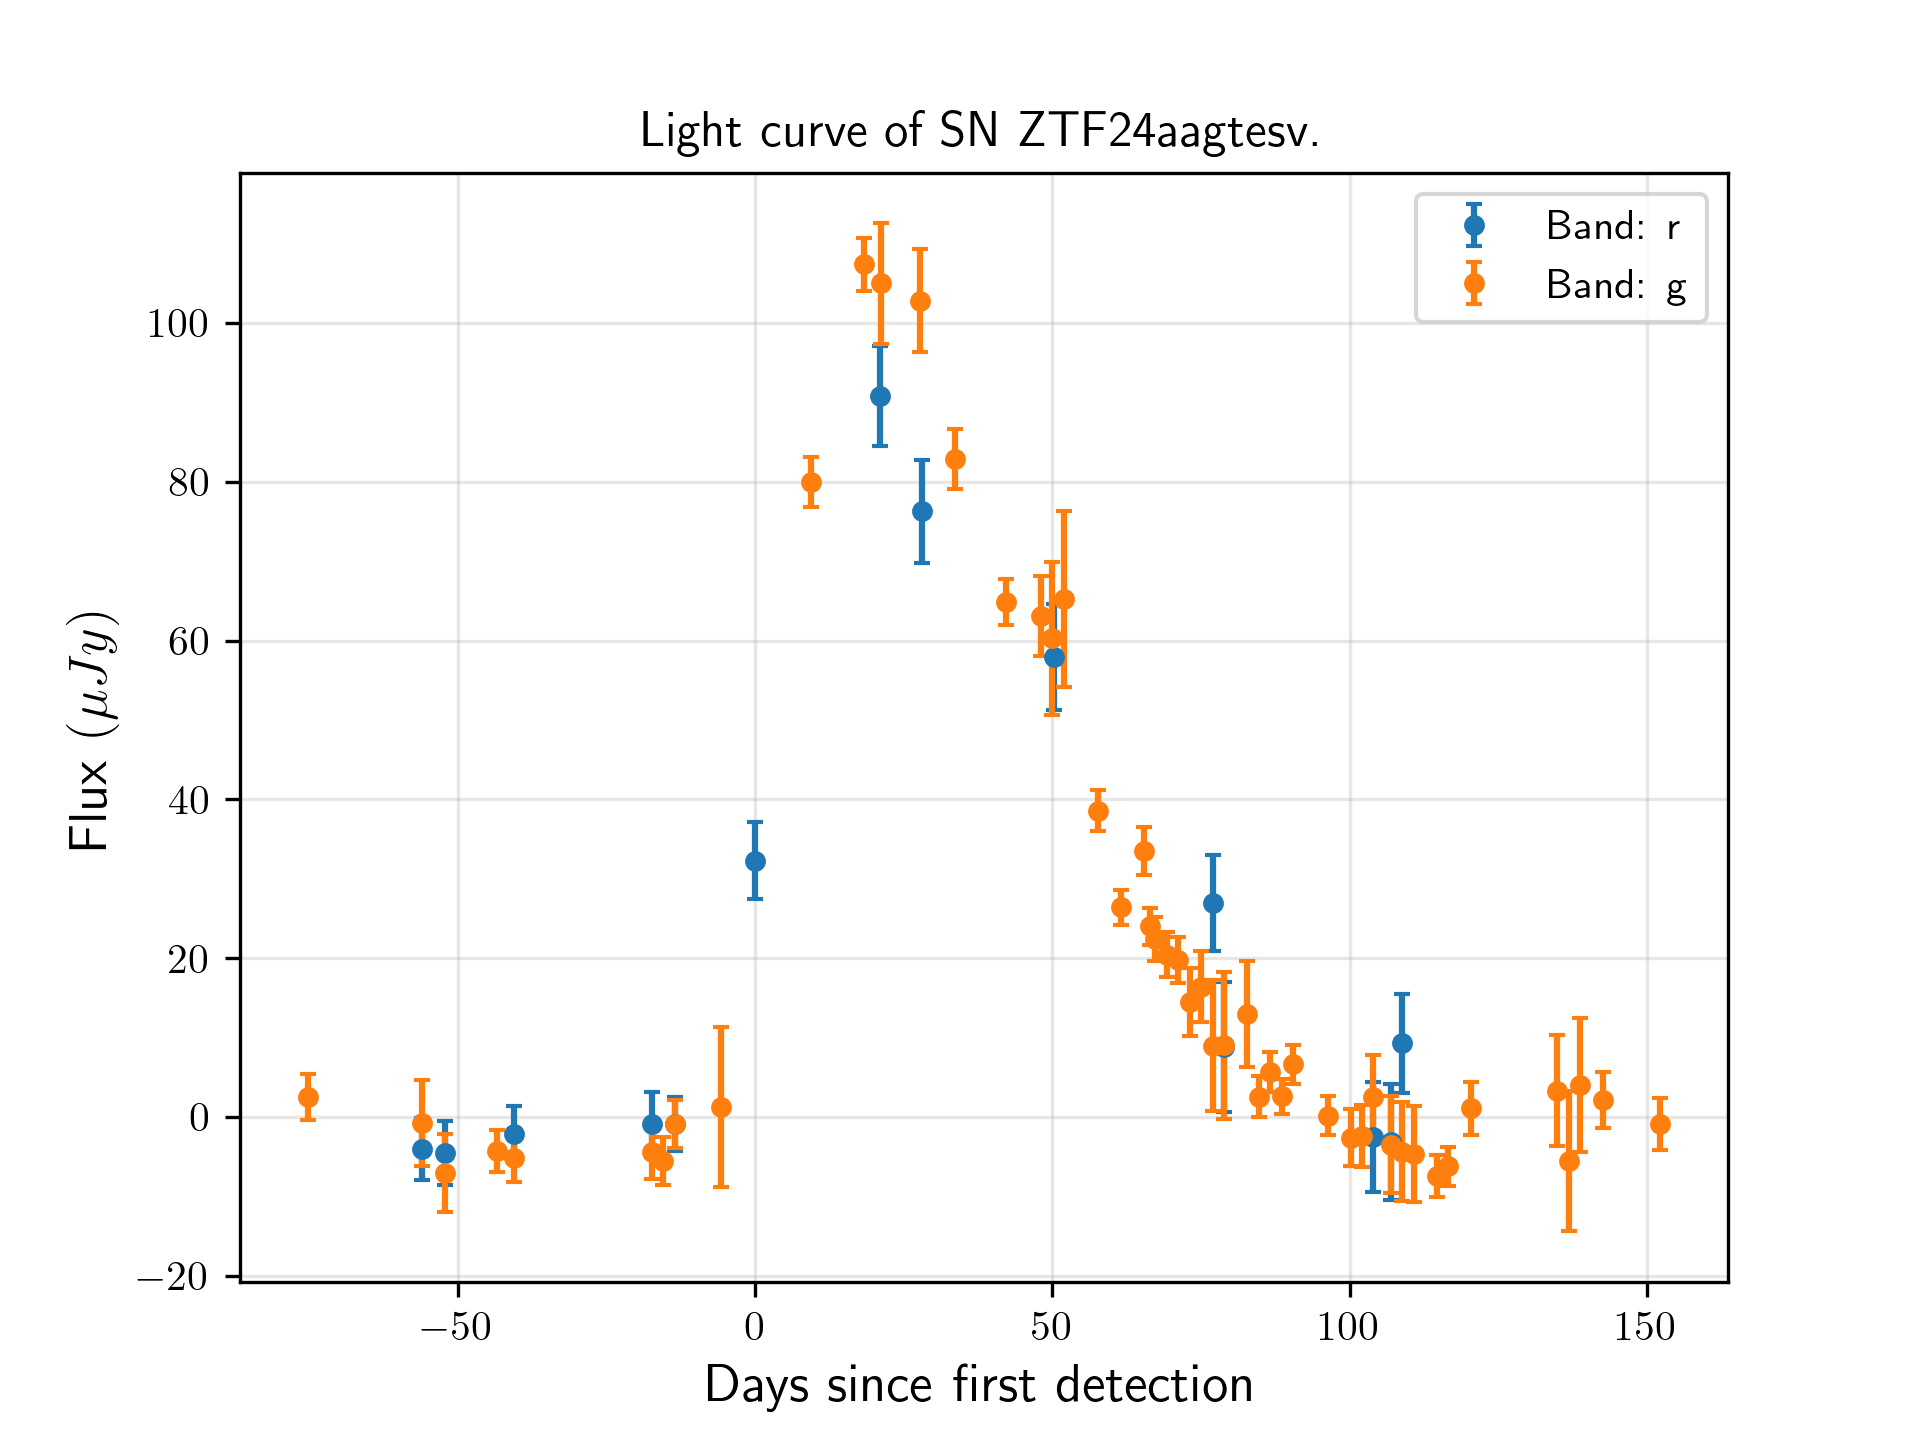 Light curve of SN ZTF24aagtesv.
Band: r
Band: g
Flux (μJy)
100
80
60
40
20
0
−20
−50
0
50
100
150
Days since first detection